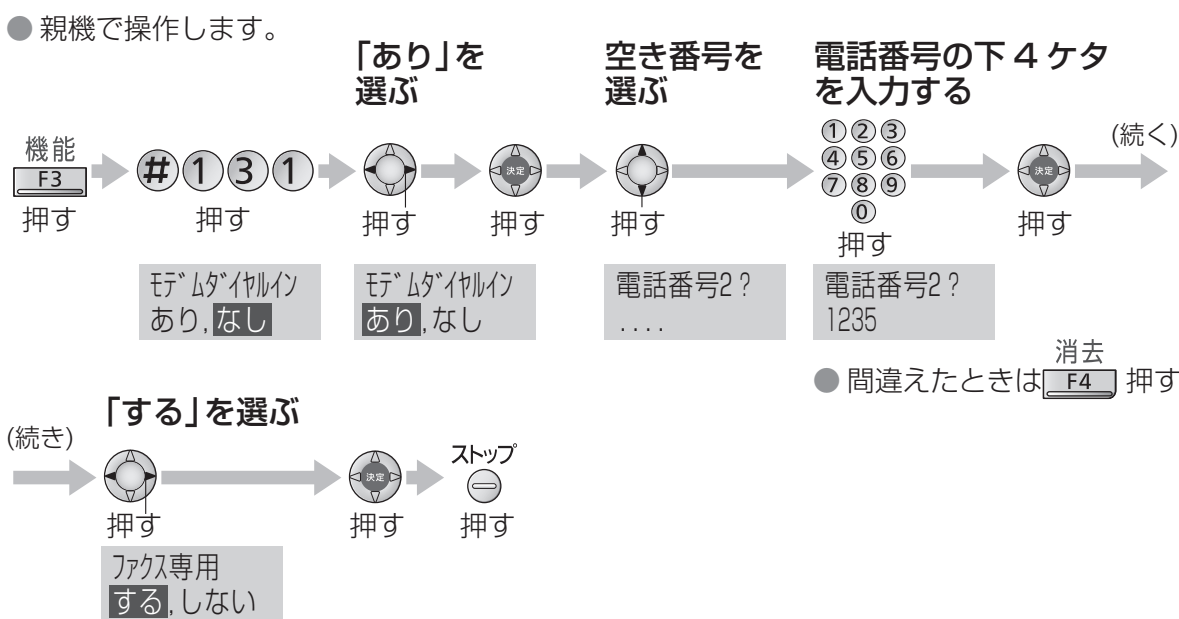 ● 親機で操作します。
「あり」を
選ぶ
空き番号を
選ぶ
電話番号の下 4 ケタ
を入力する
機能
F3
押す
#131
押す
押す
決定
押す
押す
① ② ③
④ ⑤ ⑥
⑦ ⑧ ⑨
⓪
押す
決定
押す
(続く)
ﾓﾃﾞﾑﾀﾞｲﾔﾙｲﾝ
あり,なし
ﾓﾃﾞﾑﾀﾞｲﾔﾙｲﾝ
あり,なし
電話番号2?
....
電話番号2?
1235
● 間違えたときは 消去 F4 押す
(続き)
「する」を選ぶ
押す
決定
押す
ストップ
押す
ﾌｧｸｽ専用
する,しない